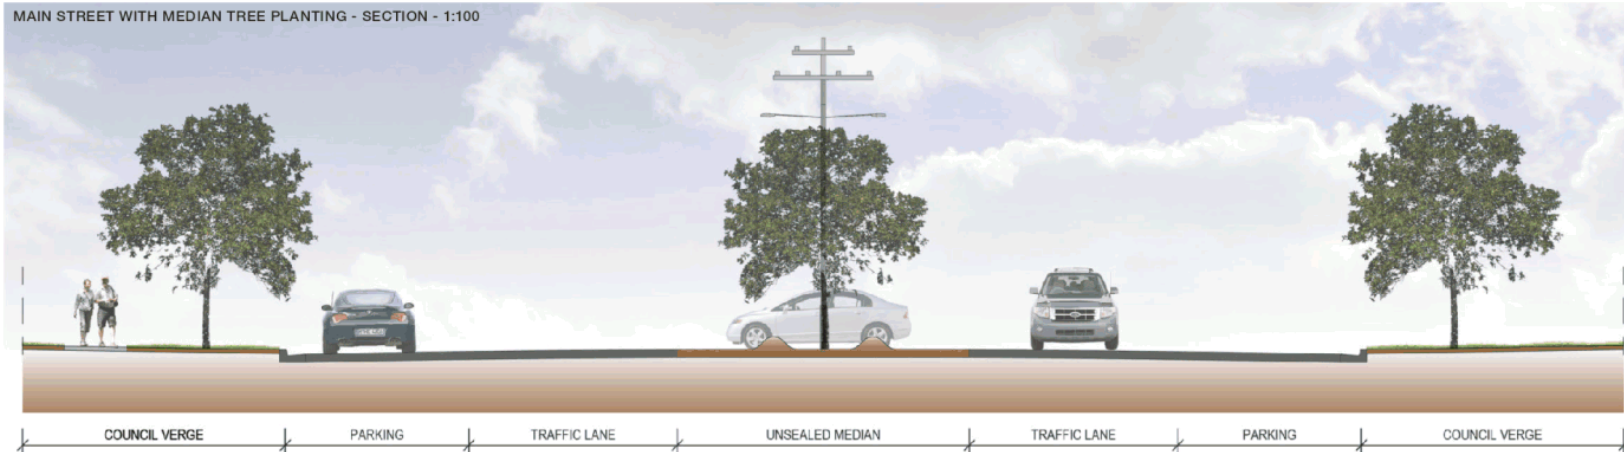 MAIN STREET WITH MEDIAN TREE PLANTING - SECTION - 1:100
COUNCIL VERGE
PARKING
TRAFFIC LANE
UNSEALED MEDIAN
TRAFFIC LANE
PARKING
COUNCIL VERGE